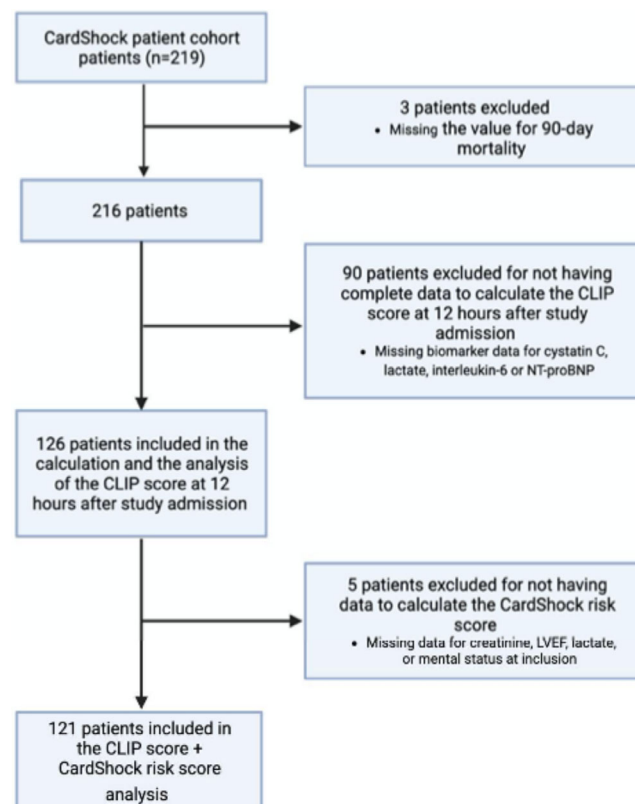 CardShock patient cohort
patients (n=219)
3 patients excluded
• Missing the value for 90-day
mortality
216 patients
90 patients excluded for not having
complete data to calculate the CLIP
score at 12 hours after study
admission
• Missing biomarker data for cystatin C,
lactate, interleukin-6 or NT-proBNP
126 patients included in the
calculation and the analysis
of the CLIP score at 12
hours after study admission
5 patients excluded for not having
data to calculate the CardShock risk
score
• Missing data for creatinine, LVEF, lactate,
or mental status at inclusion
121 patients included in
the CLIP score +
CardShock risk score
analysis